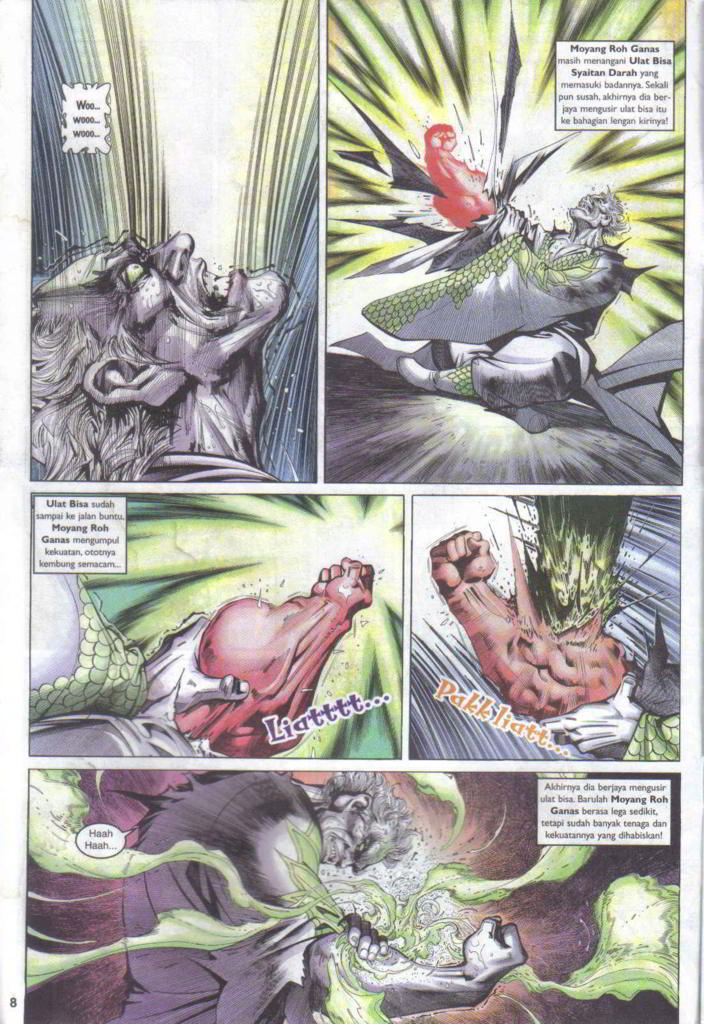 Woo...
wooo...
wooo...
Moyang Roh Ganas
masih menangani Ulat Bisa
Syaitan Darah yang
memasuki badannya. Sekali
pun susah, akhirnya dia ber-
jaya mengusir ulat bisa itu
ke bahagian lengan kirinya!
Ulat Bisa sudah
sampai ke jalan buntu.
Moyang Roh
Ganas mengumpul
kekuatan, ototnya
kembung semacam...
Liatttt...
Pakkliatt...
Haah
Haah...
Akhirnya dia berjaya mengusir
ulat bisa. Barulah Moyang Roh
Ganas berasa lega sedikit,
tetapi sudah banyak tenaga dan
kekuatannya yang dihabiskan!
8